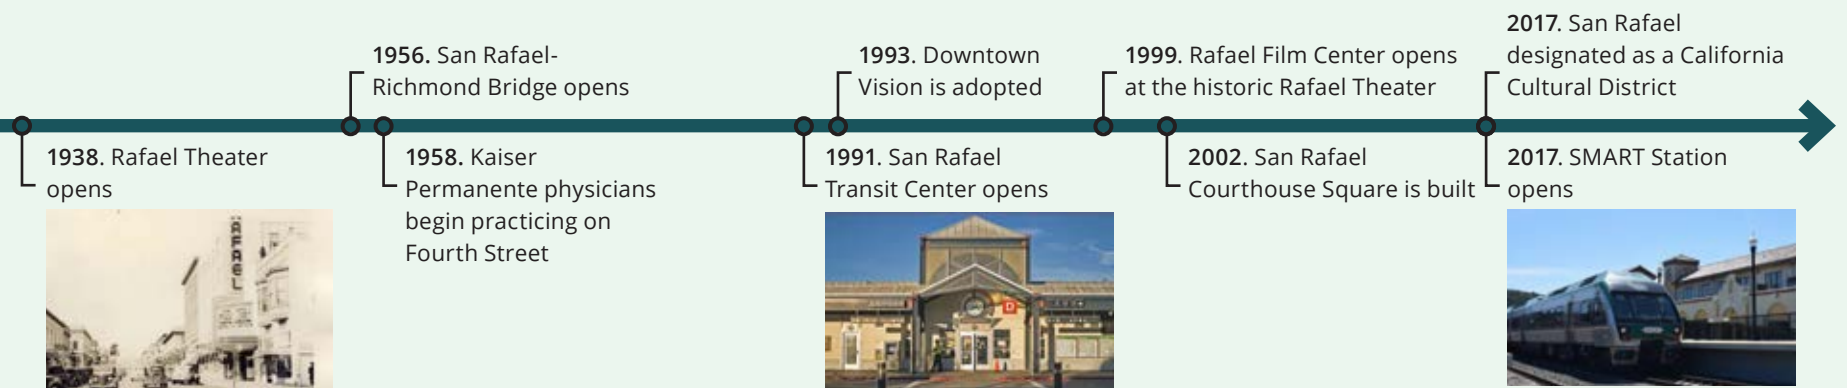 1938. Rafael Theater
opens
1956. San Rafael-
Richmond Bridge opens
1958. Kaiser
Permanente physicians
begin practicing on
Fourth Street
1991. San Rafael
Transit Center opens
1993. Downtown
Vision is adopted
1999. Rafael Film Center opens
at the historic Rafael Theater
2002. San Rafael
Courthouse Square is built
2017. San Rafael
designated as a California
Cultural District
2017. SMART Station
opens
RAFAEL
D